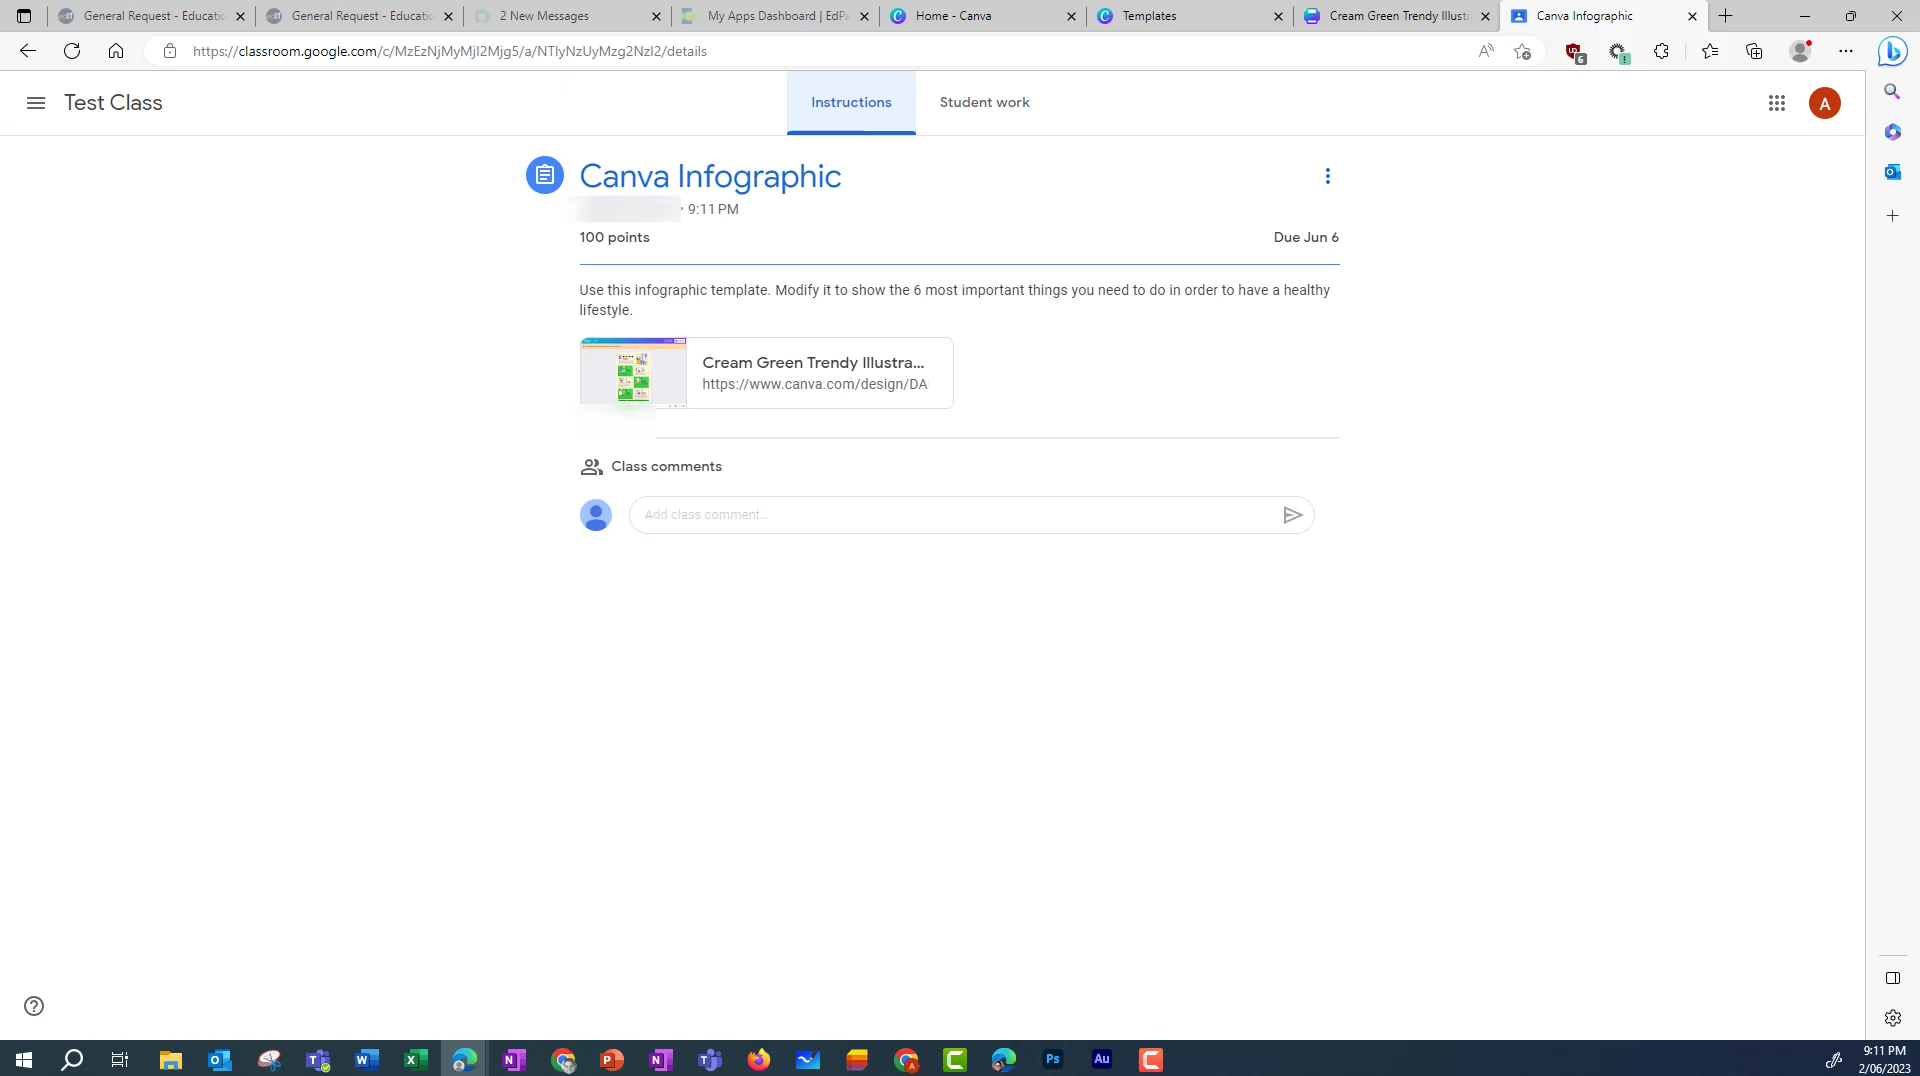 General Request - Educatio
General Request - Educatio
2 New Messages
My Apps Dashboard | EdPa
Home - Canva
Templates
Cream Green Trendy Illustr
Canva Infographic
https://classroom.google.com/c/MzEzNjMyMjI2Mjg5/a/NTIyNzUyMzg2NzI2/details
6
Test Class
Instructions
Student work
A
Canva Infographic
• 9:11 PM
100 points
Due Jun 6
Use this infographic template. Modify it to show the 6 most important things you need to do in order to have a healthy
lifestyle.
Cream Green Trendy Illustra...
https://www.canva.com/design/DA
Class comments
Add class comment...
9:11 PM
2/06/2023